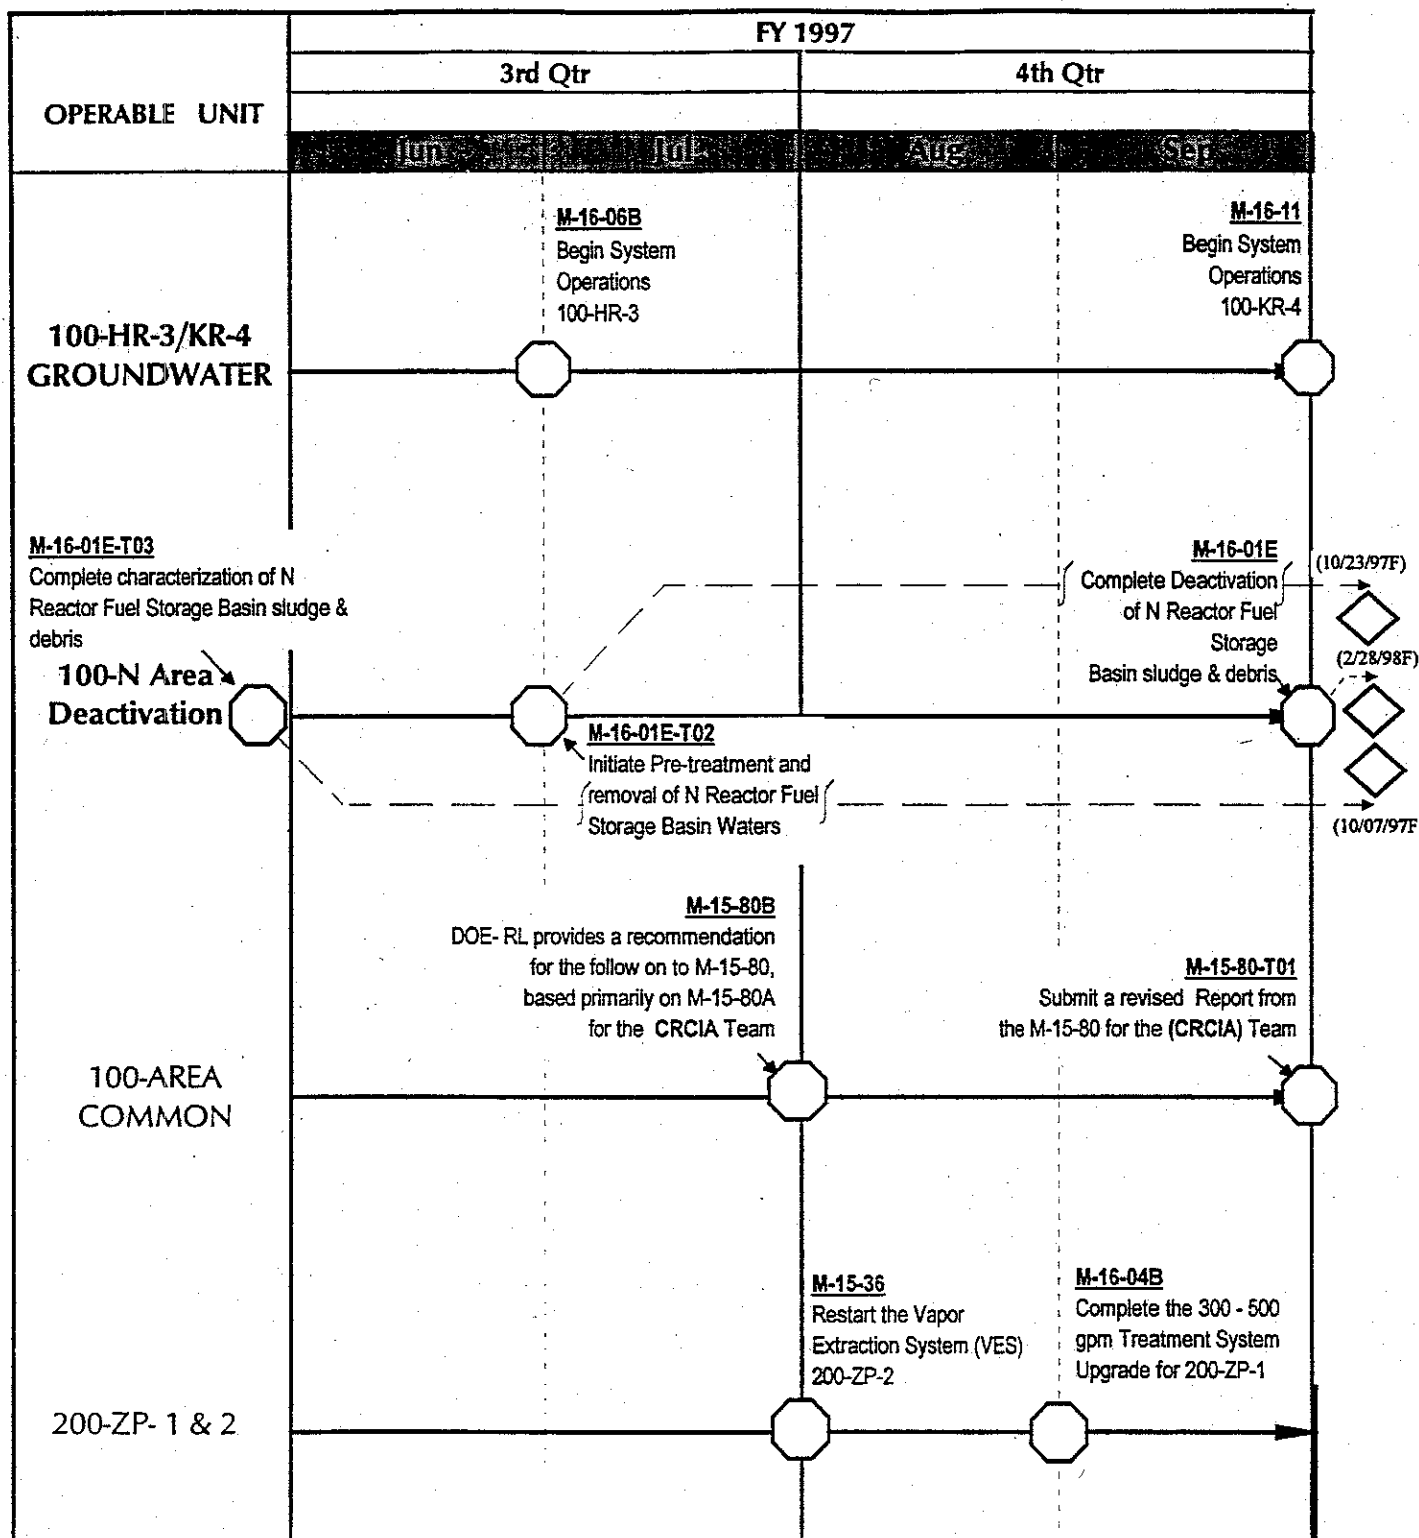 FY 1997
3rd Qtr
4th Qtr
OPERABLE UNIT
Jun
Jul
Aug
Sep
M-16-06B
Begin System
Operations
100-HR-3
M-16-11
Begin System
Operations
100-KR-4
100-HR-3/KR-4
GROUNDWATER
M-16-01E-T03
Complete characterization of N
Reactor Fuel Storage Basin sludge &
debris
M-16-01E
Complete Deactivation
of N Reactor Fuel
Storage
Basin sludge & debris
(10/23/97F)
(2/28/98F)
100-N Area
Deactivation
M-16-01E-T02
Initiate Pre-treatment and
removal of N Reactor Fuel
Storage Basin Waters
(10/07/97F
M-15-80B
DOE- RL provides a recommendation
for the follow on to M-15-80,
based primarily on M-15-80A
for the CRCIA Team
M-15-80-T01
Submit a revised Report from
the M-15-80 for the (CRCIA) Team
100-AREA
COMMON
M-15-36
Restart the Vapor
Extraction System (VES)
200-ZP-2
M-16-04B
Complete the 300 - 500
gpm Treatment System
Upgrade for 200-ZP-1
200-ZP- 1 & 2